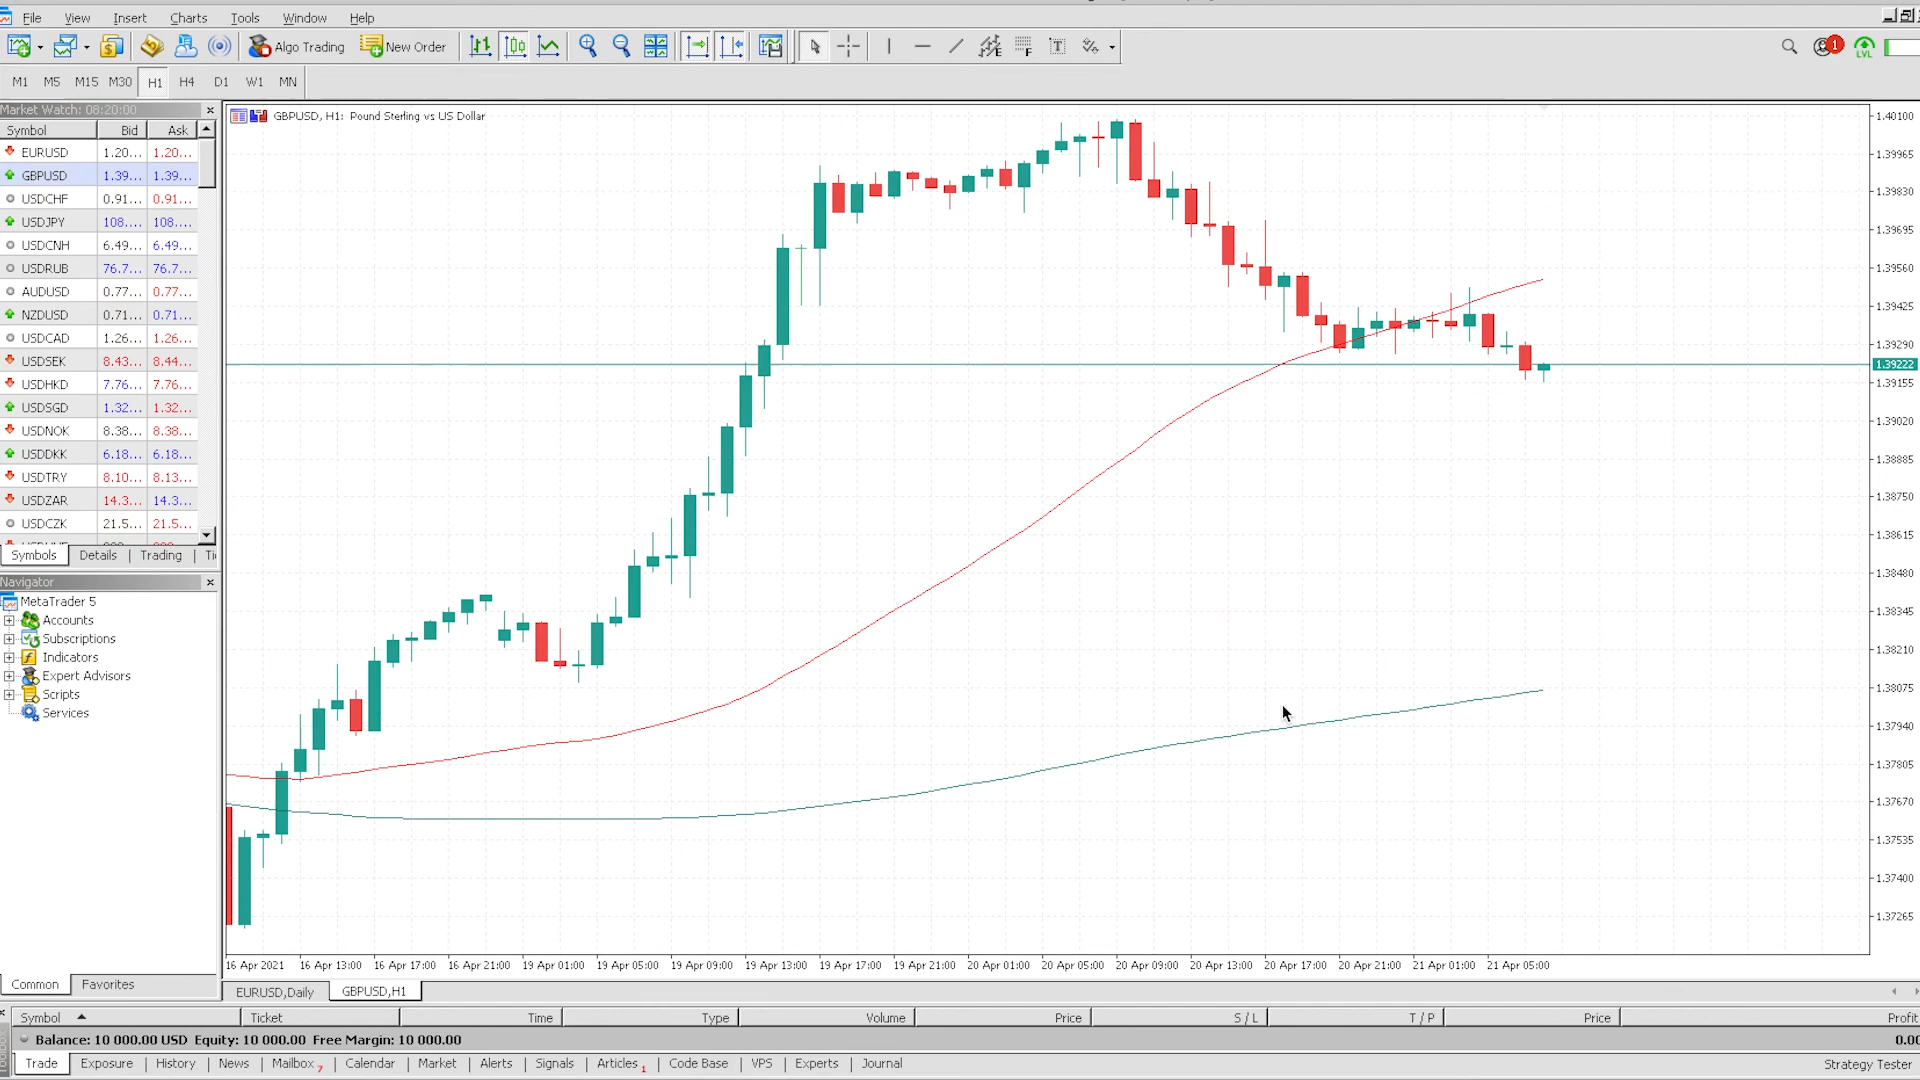 File View Insert Charts Tools Window Help
Algo Trading New Order
M1 M5 M15 M30 H1 H4 D1 W1 MN
Market Watch: 08:20:00
Symbol Bid Ask
EURUSD 1.20... 1.20...
GBPUSD 1.39... 1.39...
USDCHF 0.91... 0.91...
USDJPY 108.... 108....
USDCNH 6.49... 6.49...
USDRUB 76.7... 76.7...
AUDUSD 0.77... 0.77...
NZDUSD 0.71... 0.71...
USDCAD 1.26... 1.26...
USDSEK 8.43... 8.44...
USDHKD 7.76... 7.76...
USDSGD 1.32... 1.32...
USDNOK 8.38... 8.38...
USDDKK 6.18... 6.18...
USDTRY 8.10... 8.13...
USDZAR 14.3... 14.3...
USDCZK 21.5... 21.5...
Symbols Details Trading Ti
Navigator
MetaTrader 5
Accounts
Subscriptions
Indicators
Expert Advisors
Scripts
Services
Common Favorites
GBPUSD, H1: Pound Sterling vs US Dollar
1.40100
1.39965
1.39830
1.39695
1.39560
1.39425
1.39290
1.39222
1.39155
1.39020
1.38885
1.38750
1.38615
1.38480
1.38345
1.38210
1.38075
1.37940
1.37805
1.37670
1.37535
1.37400
1.37265
16 Apr 2021 16 Apr 13:00 16 Apr 17:00 16 Apr 21:00 19 Apr 01:00 19 Apr 05:00 19 Apr 09:00 19 Apr 13:00 19 Apr 17:00 19 Apr 21:00 20 Apr 01:00 20 Apr 05:00 20 Apr 09:00 20 Apr 13:00 20 Apr 17:00 20 Apr 21:00 21 Apr 01:00 21 Apr 05:00
EURUSD,Daily GBPUSD,H1
Symbol Ticket Time Type Volume Price S / L T / P Price Profit
Balance: 10 000.00 USD Equity: 10 000.00 Free Margin: 10 000.00 0.00
Trade Exposure History News Mailbox 7 Calendar Market Alerts Signals Articles 1 Code Base VPS Experts Journal Strategy Tester